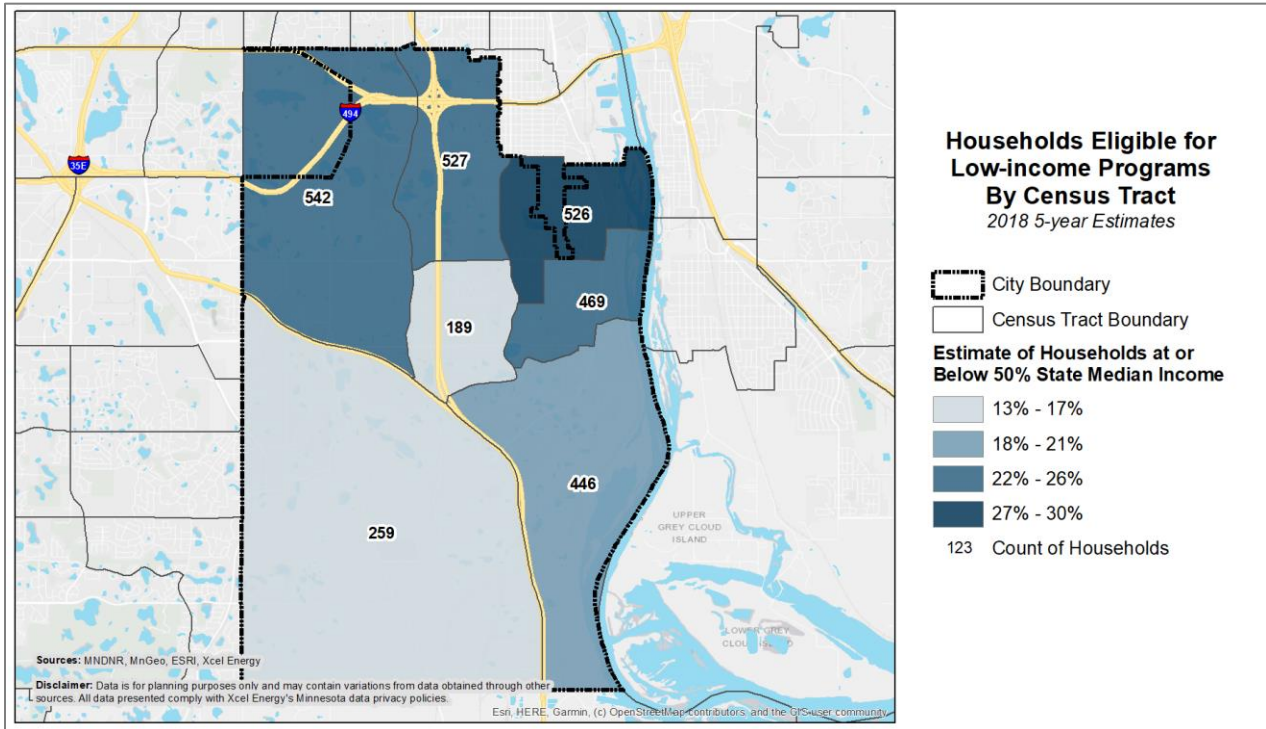 494
35E
527
542
526
469
189
446
259
UPPER
GREY CLOUD
ISLAND
LOWER GREY
CLOUD ISLAND
Sources: MNDNR, MnGeo, ESRI, Xcel Energy
Disclaimer: Data is for planning purposes only and may contain variations from data obtained through other
sources. All data presented comply with Xcel Energy's Minnesota data privacy policies.
Esri, HERE, Garmin, (c) OpenStreetMap contributors, and the GIS user community
Households Eligible for
Low-income Programs
By Census Tract
2018 5-year Estimates
City Boundary
Census Tract Boundary
Estimate of Households at or
Below 50% State Median Income
13% - 17%
18% - 21%
22% - 26%
27% - 30%
123 Count of Households